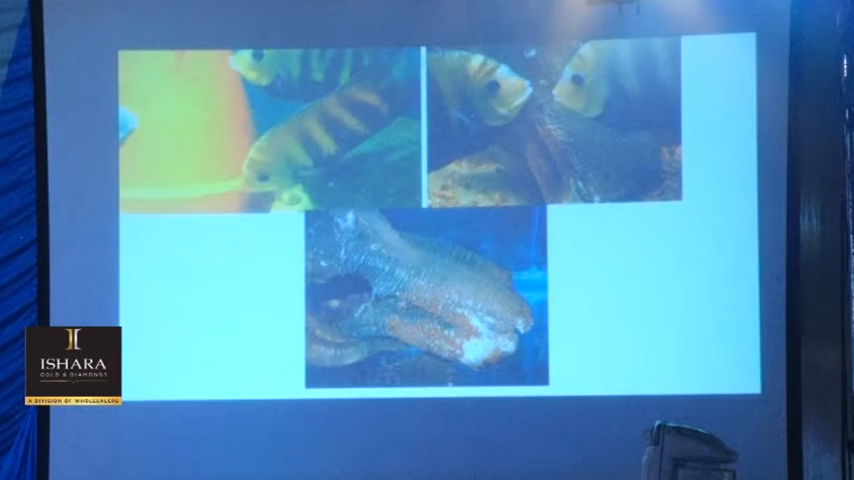 ISHARA
GOLD & DIAMONDS
A DIVISION OF WHOLESALERS